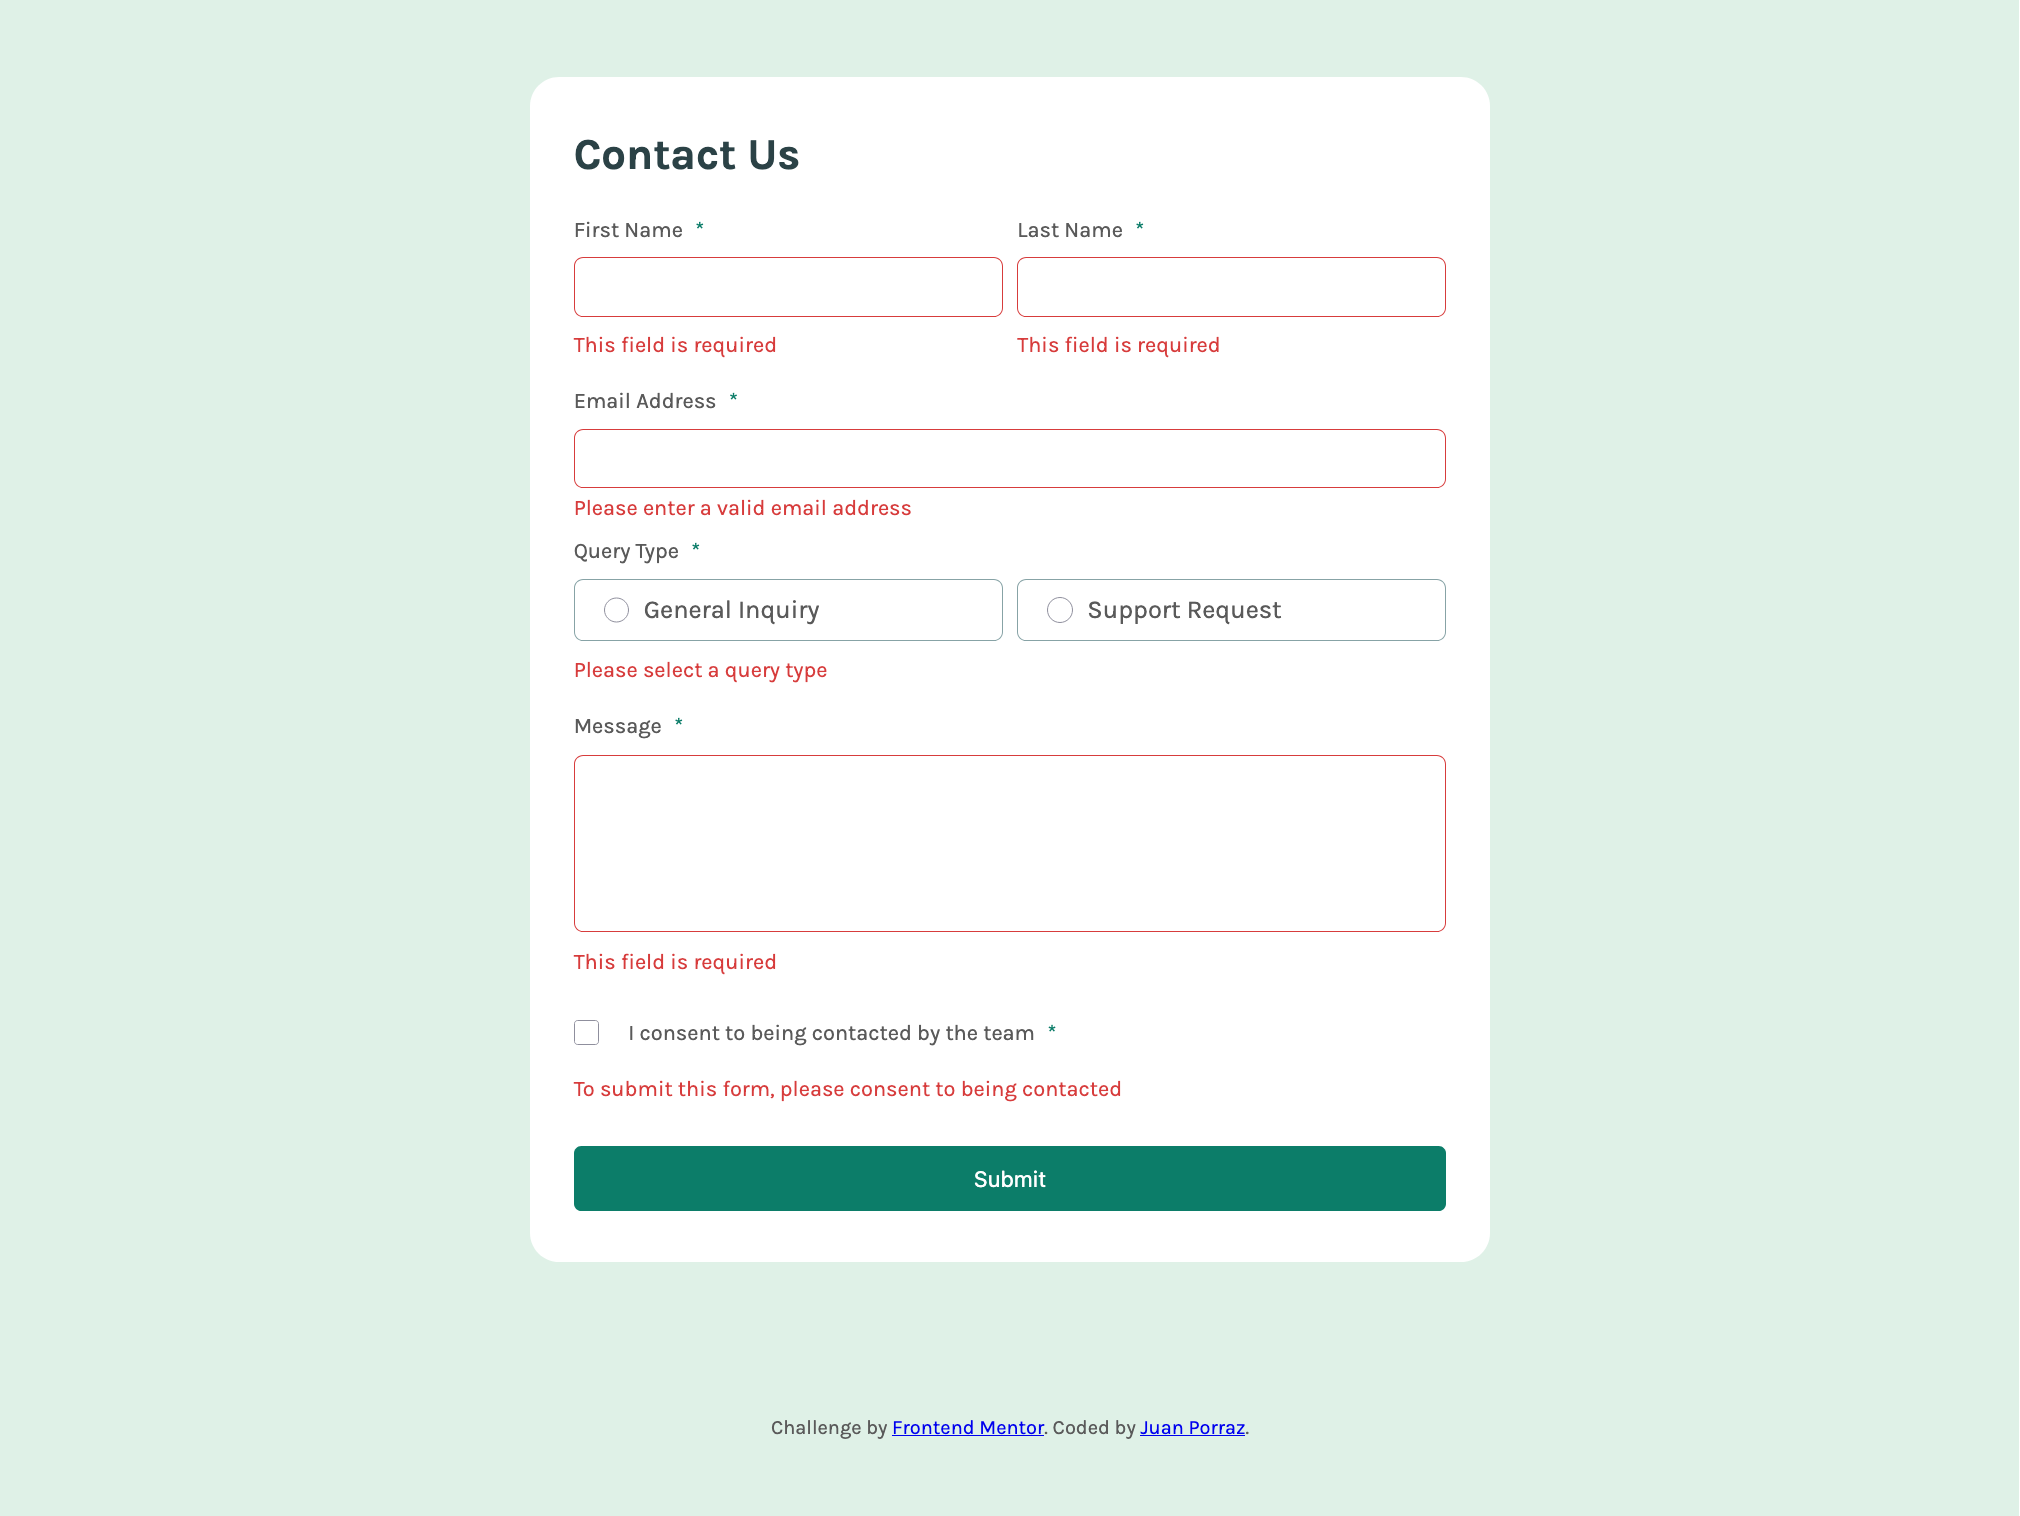 Contact Us
First Name *
Last Name *
This field is required
This field is required
Email Address *
Please enter a valid email address
Query Type *
General Inquiry
Support Request
Please select a query type
Message *
This field is required
I consent to being contacted by the team *
To submit this form, please consent to being contacted
Submit
Challenge by Frontend Mentor. Coded by Juan Porraz.